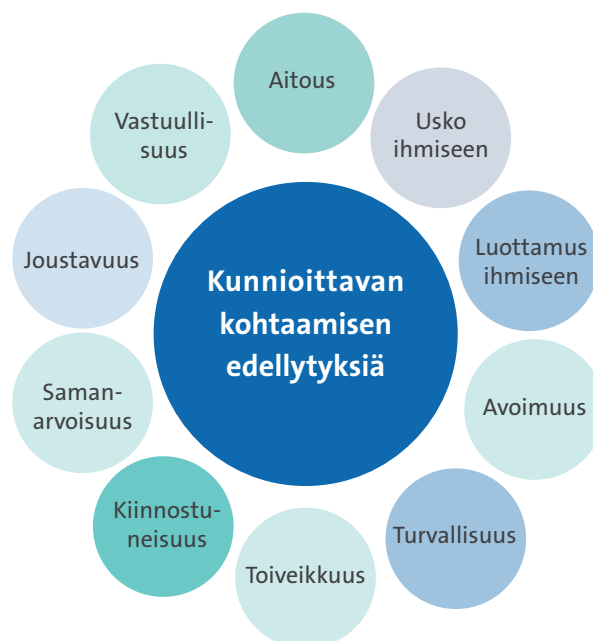 Kunnioittavan
kohtaamisen
edellytyksiä
Aitous
Usko
ihmiseen
Luottamus
ihmiseen
Avoimuus
Turvallisuus
Toiveikkuus
Kiinnostu-
neisuus
Saman-
arvoisuus
Joustavuus
Vastuulli-
suus